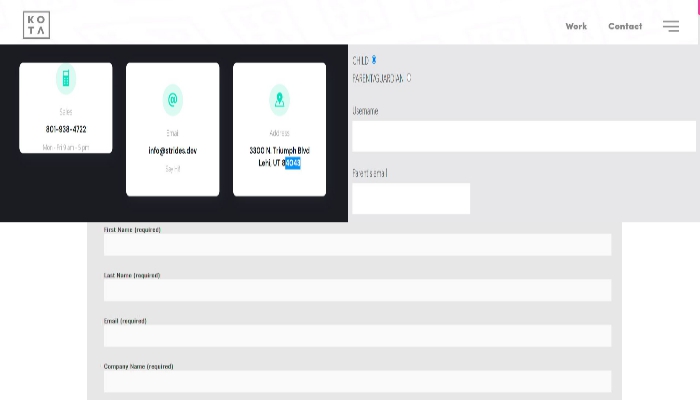 KO
TA
Work
Contact
Sales
801-938-4722
Mon - Fri 9 am - 5 pm
@
Email
info@strides.dev
Say Hi!
Address
3300 N. Triumph Blvd
Lehi, UT 84043
CHILD
PARENT/GUARDIAN
Username
Parent's email
First Name (required)
Last Name (required)
Email (required)
Company Name (required)